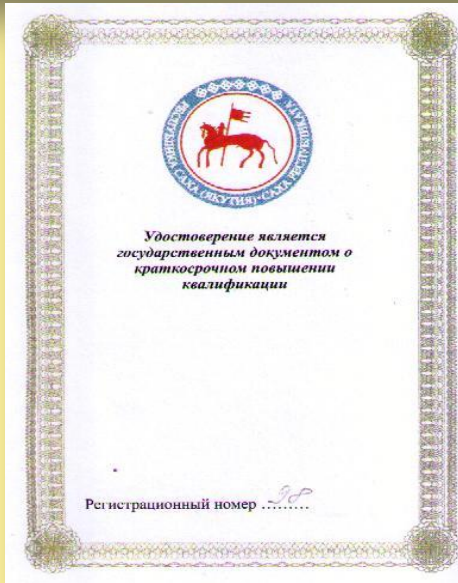 РЕСПУБЛИКА САХА (ЯКУТИЯ) • САХА РЕСПУБЛИКАТА
Удостоверение является
государственным документом о
краткосрочном повышении
квалификации
Регистрационный номер ......... 98